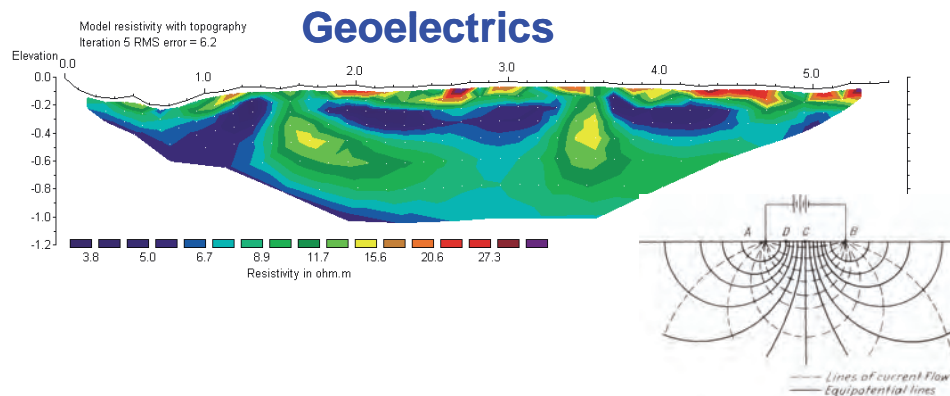 Geoelectrics
Model resistivity with topography
Iteration 5 RMS error = 6.2
Elevation
0.0 1.0 2.0 3.0 4.0 5.0
0.0
-0.2
-0.4
-0.6
-0.8
-1.0
-1.2
3.8 5.0 6.7 8.9 11.7 15.6 20.6 27.3
Resistivity in ohm.m
A D C B
Lines of current Flow
Equipotential lines